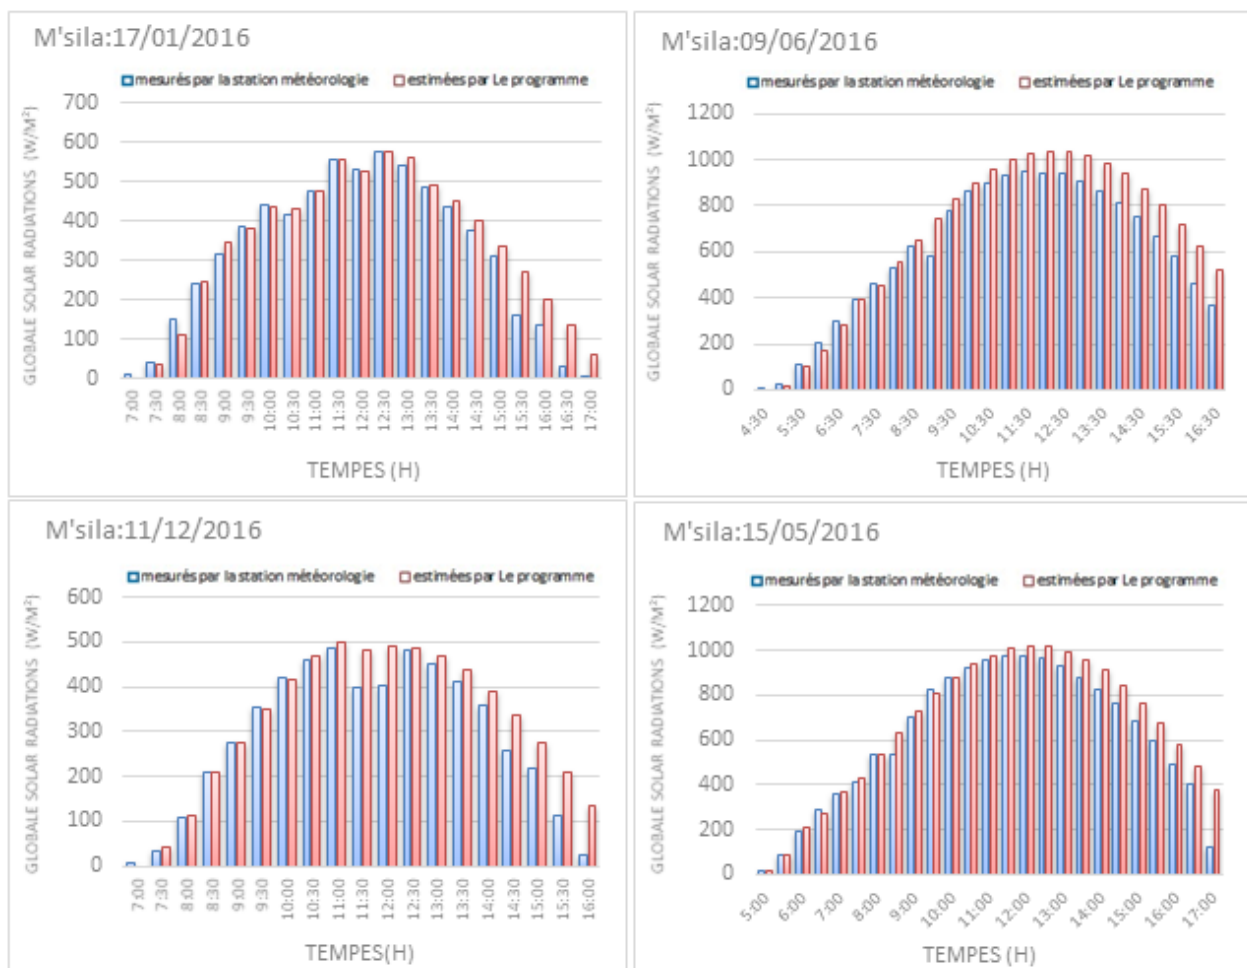 M'sila:17/01/2016
mesurés par la station météorologie estimées par Le programme
GLOBALE SOLAR RADIATIONS (W/M²)
700
600
500
400
300
200
100
0
7:00 7:30 8:00 8:30 9:00 9:30 10:00 10:30 11:00 11:30 12:00 12:30 13:00 13:30 14:00 14:30 15:00 15:30 16:00 16:30 17:00
TEMPES (H)
M'sila:09/06/2016
mesurés par la station météorologie estimées par Le programme
GLOBALE SOLAR RADIATIONS (W/M²)
1200
1000
800
600
400
200
0
4:30 5:30 6:30 7:30 8:30 9:30 10:30 11:30 12:30 13:30 14:30 15:30 16:30
TEMPES (H)
M'sila:11/12/2016
mesurés par la station météorologie estimées par Le programme
GLOBALE SOLAR RADIATIONS (W/M²)
600
500
400
300
200
100
0
7:00 7:30 8:00 8:30 9:00 9:30 10:00 10:30 11:00 11:30 12:00 12:30 13:00 13:30 14:00 14:30 15:00 15:30 16:00
TEMPES(H)
M'sila:15/05/2016
mesurés par la station météorologie estimées par Le programme
GLOBALE SOLAR RADIATIONS (W/M²)
1200
1000
800
600
400
200
0
5:00 6:00 7:00 8:00 9:00 10:00 11:00 12:00 13:00 14:00 15:00 16:00 17:00
TEMPES (H)